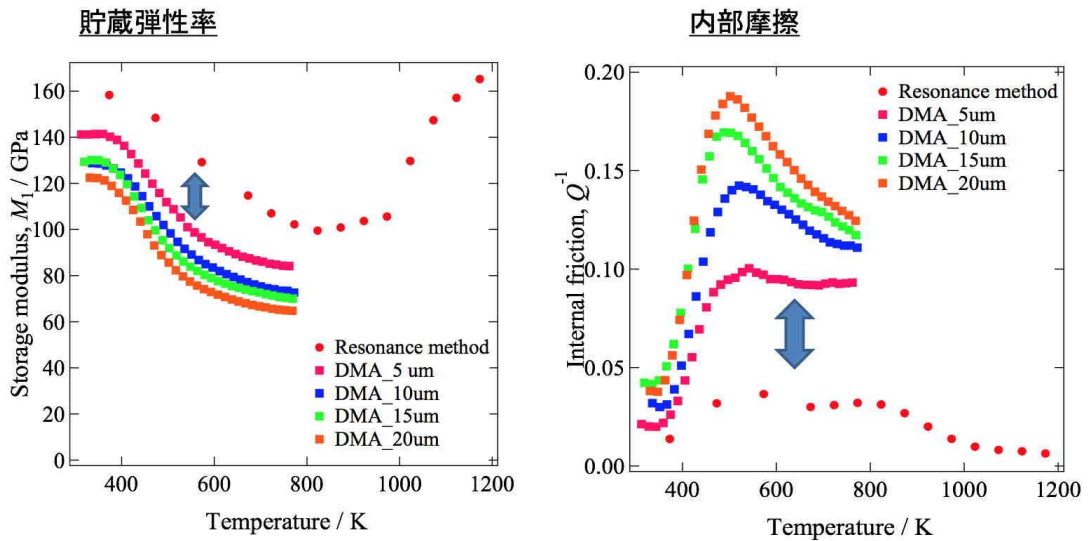 貯蔵弾性率
Storage modulus, M₁ / GPa
160
140
120
100
80
60
40
20
0
Resonance method
DMA_5 um
DMA_10um
DMA_15um
DMA_20um
400
600
800
1000
1200
Temperature / K
内部摩擦
Internal friction, Q⁻¹
0.20
0.15
0.10
0.05
0.00
Resonance method
DMA_5um
DMA_10um
DMA_15um
DMA_20um
400
600
800
1000
1200
Temperature / K